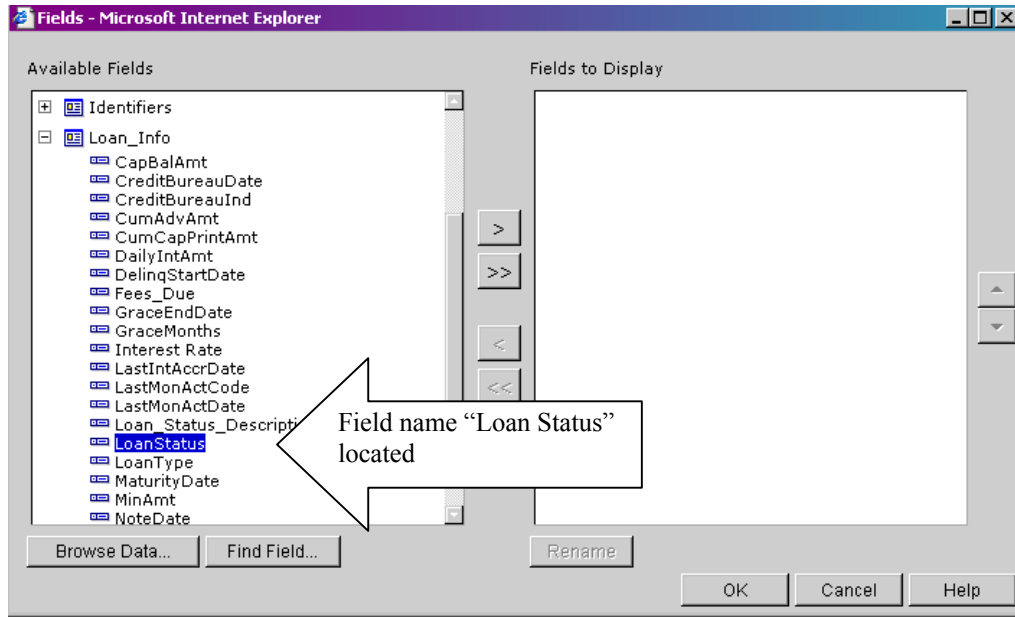 Fields - Microsoft Internet Explorer
Available Fields
Fields to Display
Identifiers
Loan_Info
CapBalAmt
CreditBureauDate
CreditBureauInd
CumAdvAmt
CumCapPrintAmt
DailyIntAmt
DelinqStartDate
Fees_Due
GraceEndDate
GraceMonths
Interest Rate
LastIntAccrDate
LastMonActCode
LastMonActDate
Loan_Status_Descripti
LoanStatus
LoanType
MaturityDate
MinAmt
NoteDate
>
>>
<
<<
Field name “Loan Status”
located
Browse Data...
Find Field...
Rename
OK
Cancel
Help